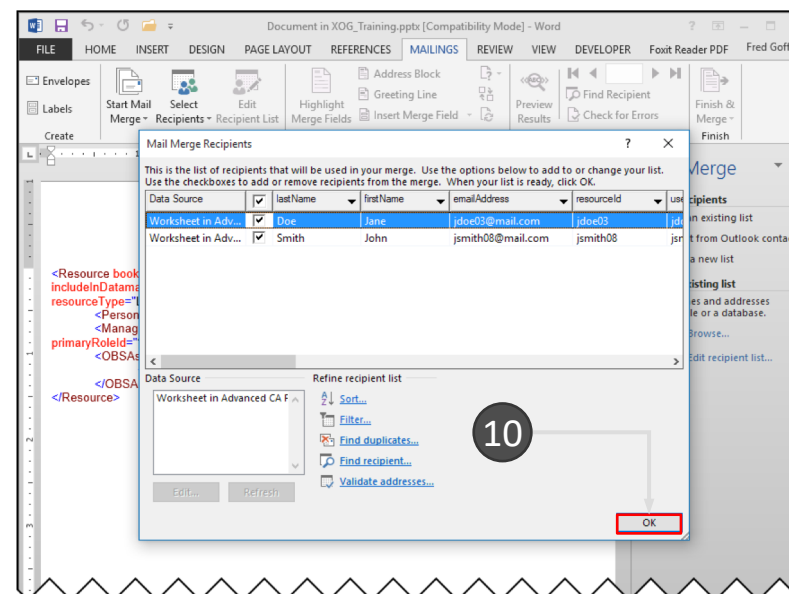 Document in XOG_Training.pptx [Compatibility Mode] - Word
FILE HOME INSERT DESIGN PAGE LAYOUT REFERENCES MAILINGS REVIEW VIEW DEVELOPER Foxit Reader PDF Fred Goff
Envelopes
Labels
Create
Start Mail
Merge
Select
Recipients
Edit
Recipient List
Highlight
Merge Fields
Address Block
Greeting Line
Insert Merge Field
Preview
Results
ABC
Find Recipient
Check for Errors
Finish &
Merge
Finish
Mail Merge Recipients ? X
This is the list of recipients that will be used in your merge. Use the options below to add to or change your list.
Use the checkboxes to add or remove recipients from the merge. When your list is ready, click OK.
Data Source lastName firstName emailAddress resourceId use
Worksheet in Adv... Doe Jane jdoe03@mail.com jdoe03 jdo
Worksheet in Adv... Smith John jsmith08@mail.com jsmith08 jsm
Data Source
Worksheet in Advanced CA P
Edit...
Refresh
Refine recipient list
Sort...
Filter...
Find duplicates...
Find recipient...
Validate addresses...
10
OK
<Resource book
includeInDatama
resourceType="
<Person
<Manag
primaryRoleId="
<OBSAs
</OBSA
</Resource>
Merge
cipients
an existing list
t from Outlook conta
a new list
xisting list
es and addresses
le or a database.
Browse...
Edit recipient list...